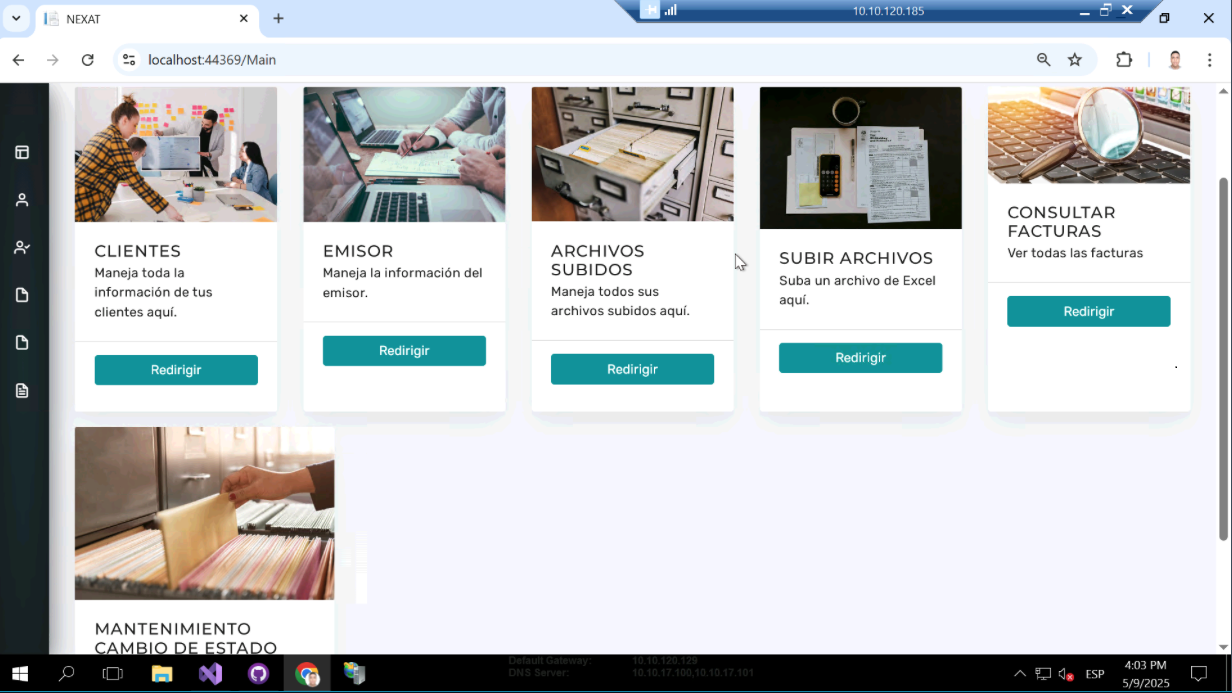 NEXAT
10.10.120.185
localhost:44369/Main
CLIENTES
Maneja toda la
información de tus
clientes aquí.
Redirigir
EMISOR
Maneja la información del
emisor.
Redirigir
ARCHIVOS
SUBIDOS
Maneja todos sus
archivos subidos aquí.
Redirigir
SUBIR ARCHIVOS
Suba un archivo de Excel
aquí.
Redirigir
CONSULTAR
FACTURAS
Ver todas las facturas
Redirigir
MANTENIMIENTO
CAMBIO DE ESTADO
Default Gateway: 10.10.120.129
DNS Server: 10.10.17.100,10.10.17.101
ESP
4:03 PM
5/9/2025